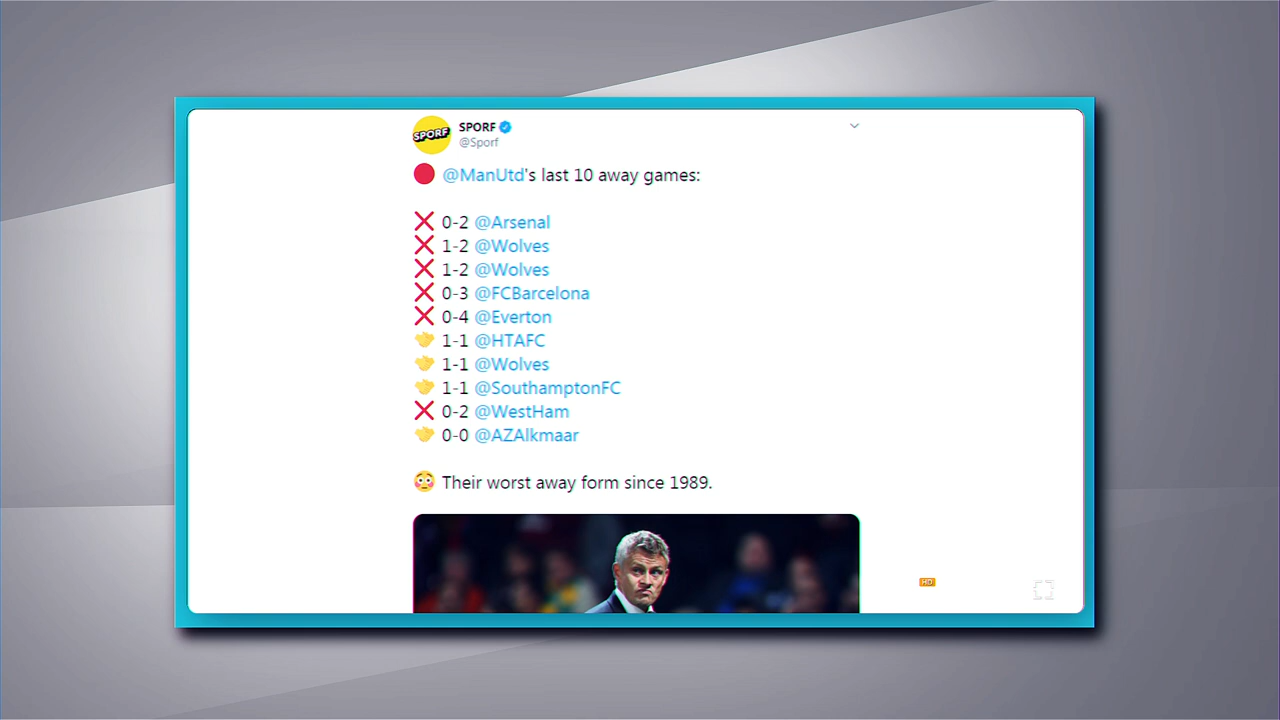 SPORF
SPORF
@Sporf
@ManUtd's last 10 away games:
0-2 @Arsenal
1-2 @Wolves
1-2 @Wolves
0-3 @FCBarcelona
0-4 @Everton
1-1 @HTAFC
1-1 @Wolves
1-1 @SouthamptonFC
0-2 @WestHam
0-0 @AZAlkmaar
Their worst away form since 1989.
HD